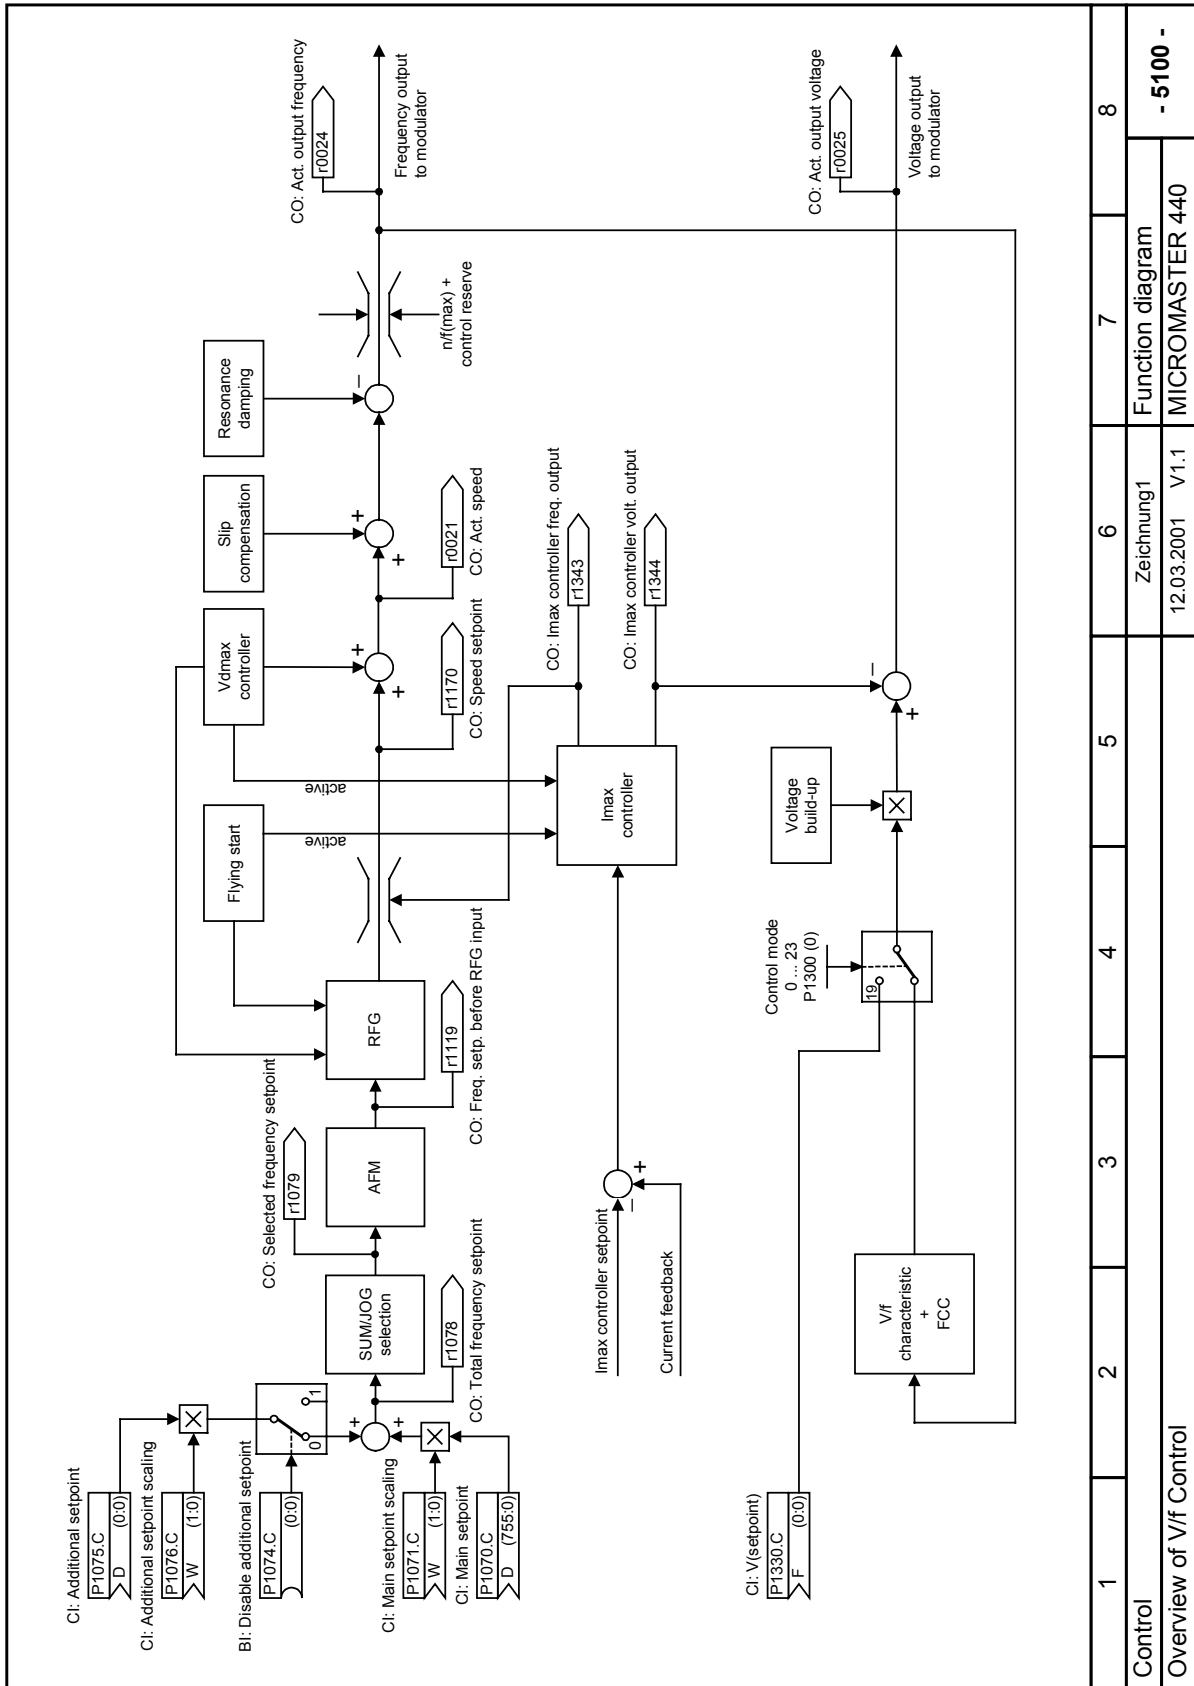 CI: Additional setpoint
P1075.C
D (0:0)
CI: Additional setpoint scaling
P1076.C
W (1:0)
BI: Disable additional setpoint
P1074.C
(0:0)
0
1
CI: Main setpoint scaling
P1071.C
W (1:0)
CI: Main setpoint
P1070.C
D (755:0)
+
+
CO: Total frequency setpoint
r1078
SUM/JOG
selection
CO: Selected frequency setpoint
r1079
AFM
CO: Freq. setp. before RFG input
r1119
RFG
Flying start
active
Vdmax
controller
active
+
+
CO: Speed setpoint
r1170
Slip
compensation
+
+
r0021
CO: Act. speed
Resonance
damping
–
n/f(max) +
control reserve
CO: Act. output frequency
r0024
Frequency output
to modulator
Imax controller setpoint
Current feedback
–
+
Imax
controller
CO: Imax controller freq. output
r1343
CO: Imax controller volt. output
r1344
CI: V(setpoint)
P1330.C
F (0:0)
V/f
characteristic
+
FCC
Control mode
0 ... 23
P1300 (0)
19
Voltage
build-up
+
–
CO: Act. output voltage
r0025
Voltage output
to modulator
1 2 3 4 5 6 7 8
Control
Overview of V/f Control
Zeichnung1
12.03.2001 V1.1
Function diagram
MICROMASTER 440
- 5100 -